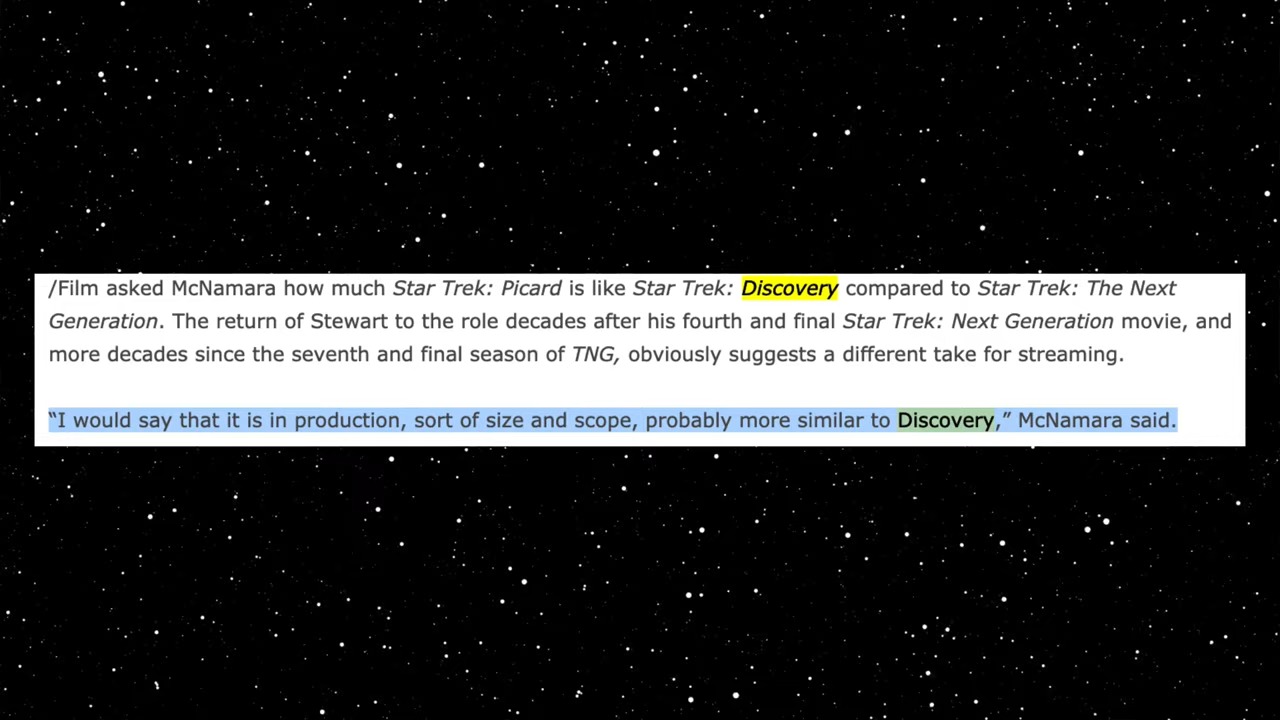 /Film asked McNamara how much Star Trek: Picard is like Star Trek: Discovery compared to Star Trek: The Next
Generation. The return of Stewart to the role decades after his fourth and final Star Trek: Next Generation movie, and
more decades since the seventh and final season of TNG, obviously suggests a different take for streaming.
“I would say that it is in production, sort of size and scope, probably more similar to Discovery,” McNamara said.